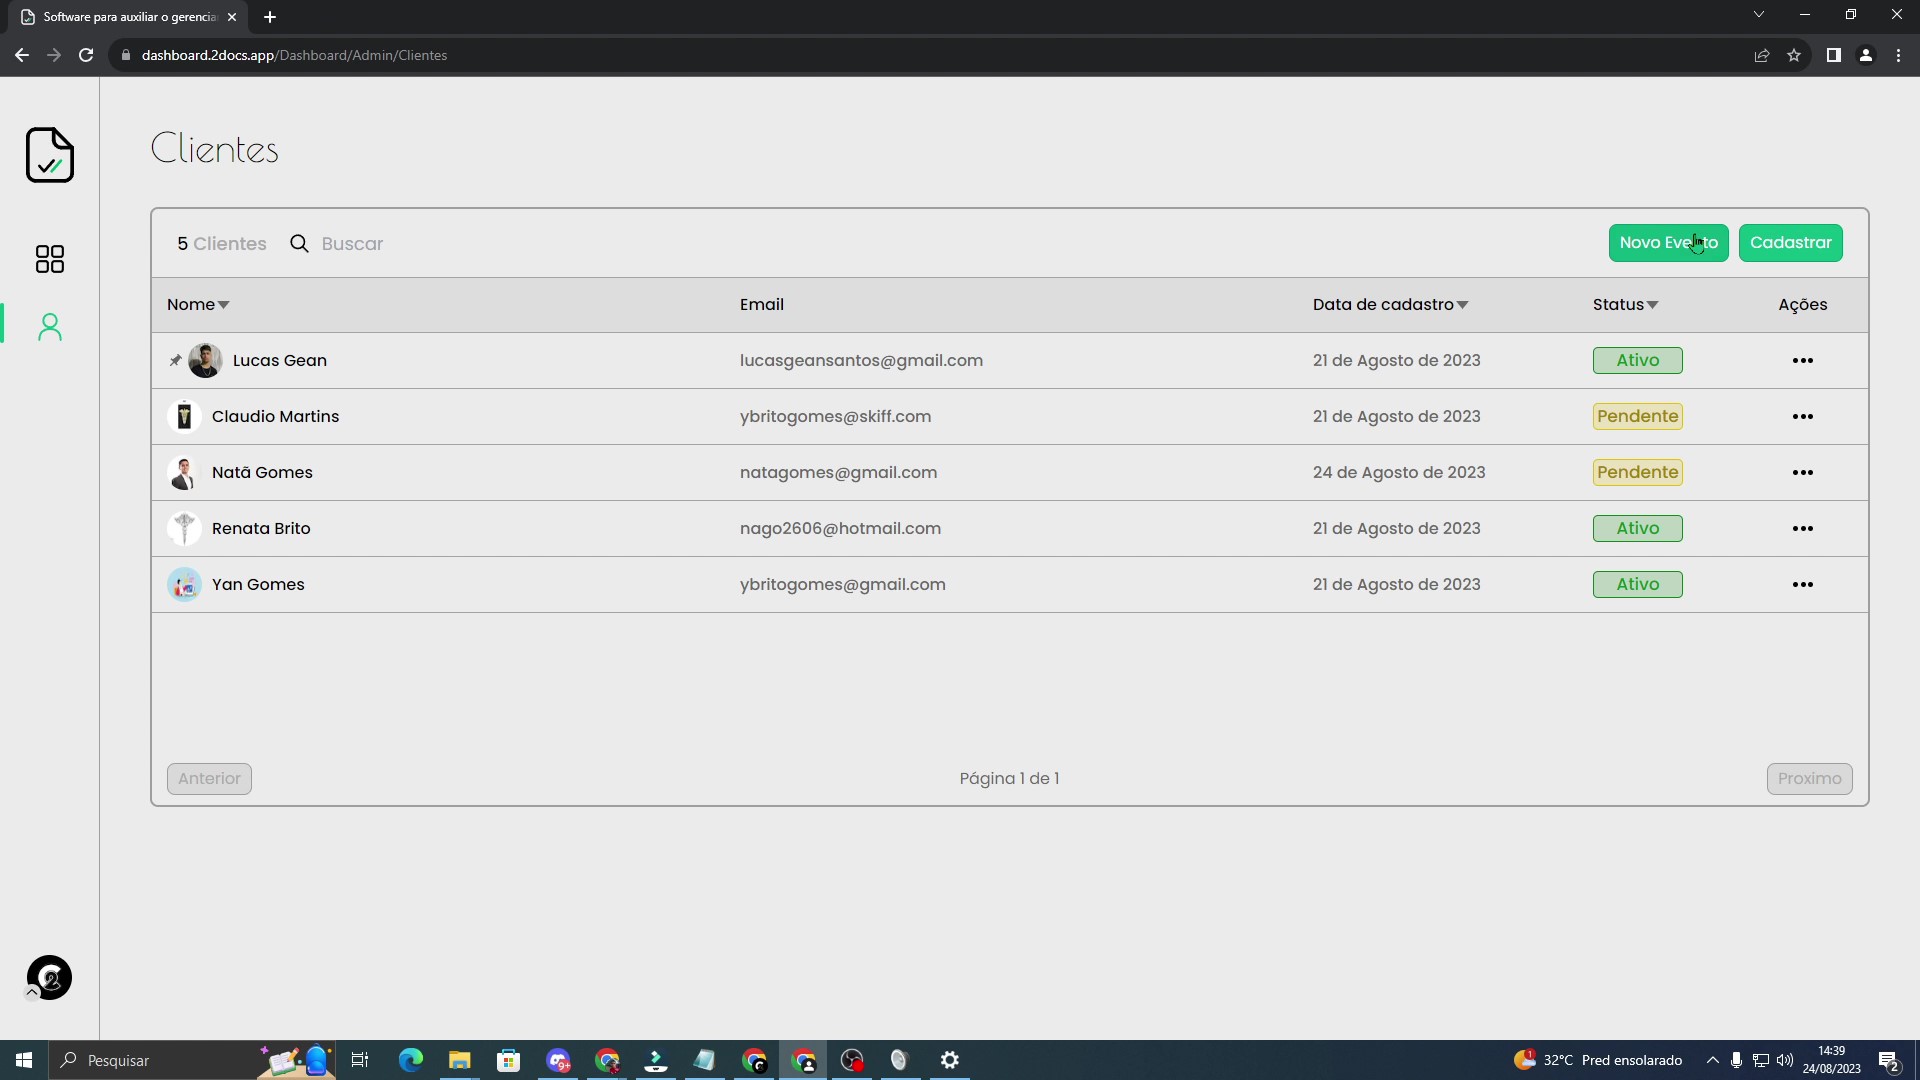 Software para auxiliar o gerencia
dashboard.2docs.app/Dashboard/Admin/Clientes
Clientes
5 Clientes Buscar Novo Evento Cadastrar
Nome Email Data de cadastro Status Ações
Lucas Gean lucasgeansantos@gmail.com 21 de Agosto de 2023 Ativo
Claudio Martins ybritogomes@skiff.com 21 de Agosto de 2023 Pendente
Natã Gomes natagomes@gmail.com 24 de Agosto de 2023 Pendente
Renata Brito nago2606@hotmail.com 21 de Agosto de 2023 Ativo
Yan Gomes ybritogomes@gmail.com 21 de Agosto de 2023 Ativo
Anterior Página 1 de 1 Proximo
Pesquisar 9+ 1 32°C Pred ensolarado 14:39
24/08/2023 2